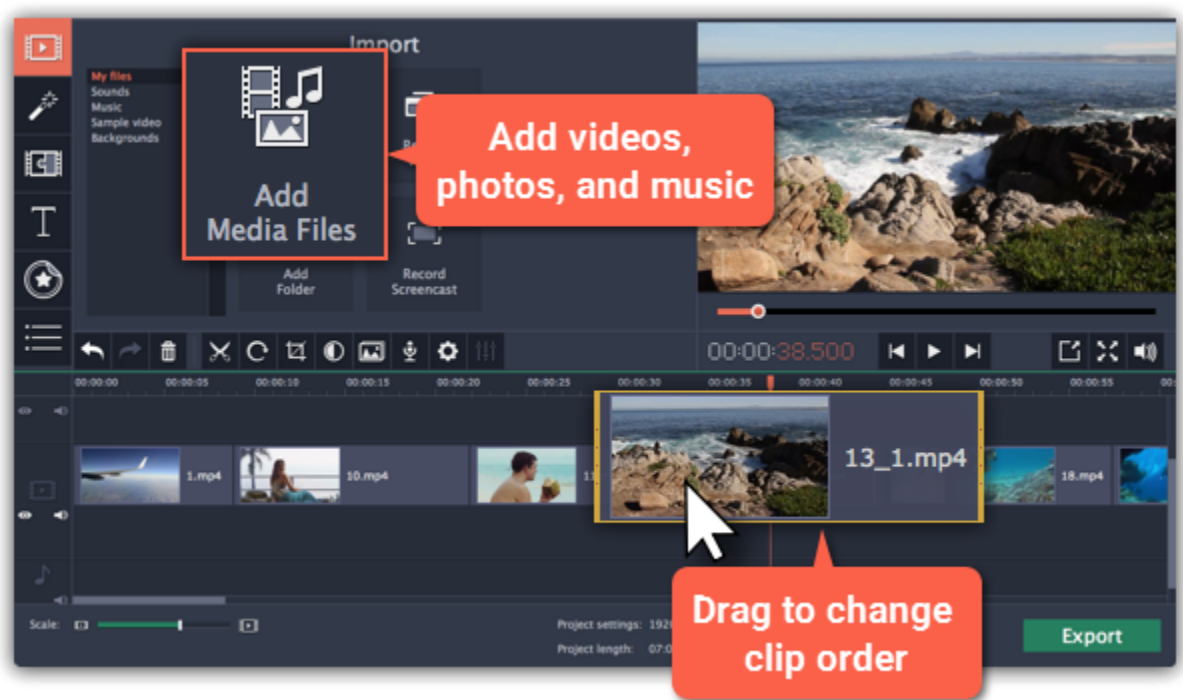 Import
My files
Sounds
Music
Sample video
Backgrounds
Add
Media Files
Add videos,
photos, and music
Add
Folder
Record
Screencast
00:00:38.500
00:00:00 00:00:05 00:00:10 00:00:15 00:00:20 00:00:25 00:00:30 00:00:35 00:00:40 00:00:45 00:00:50 00:00:55
1.mp4
10.mp4
13_1.mp4
18.mp4
Drag to change
clip order
Scale:
Project settings:
Project length:
Export